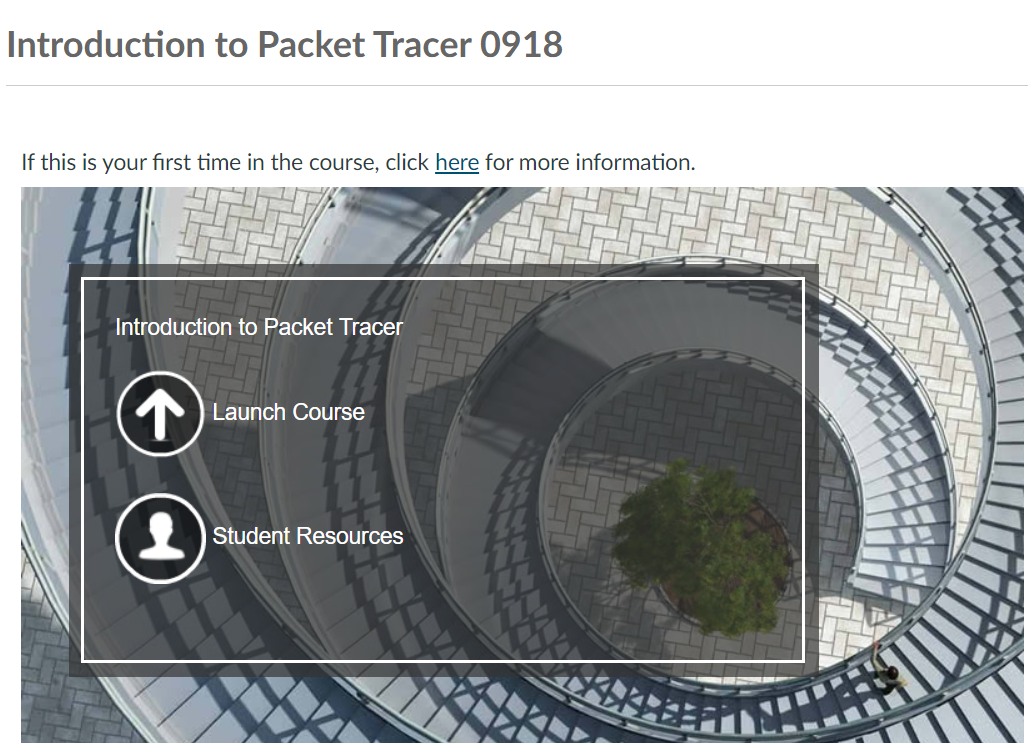 Introduction to Packet Tracer 0918
If this is your first time in the course, click here for more information.
Introduction to Packet Tracer
Launch Course
Student Resources